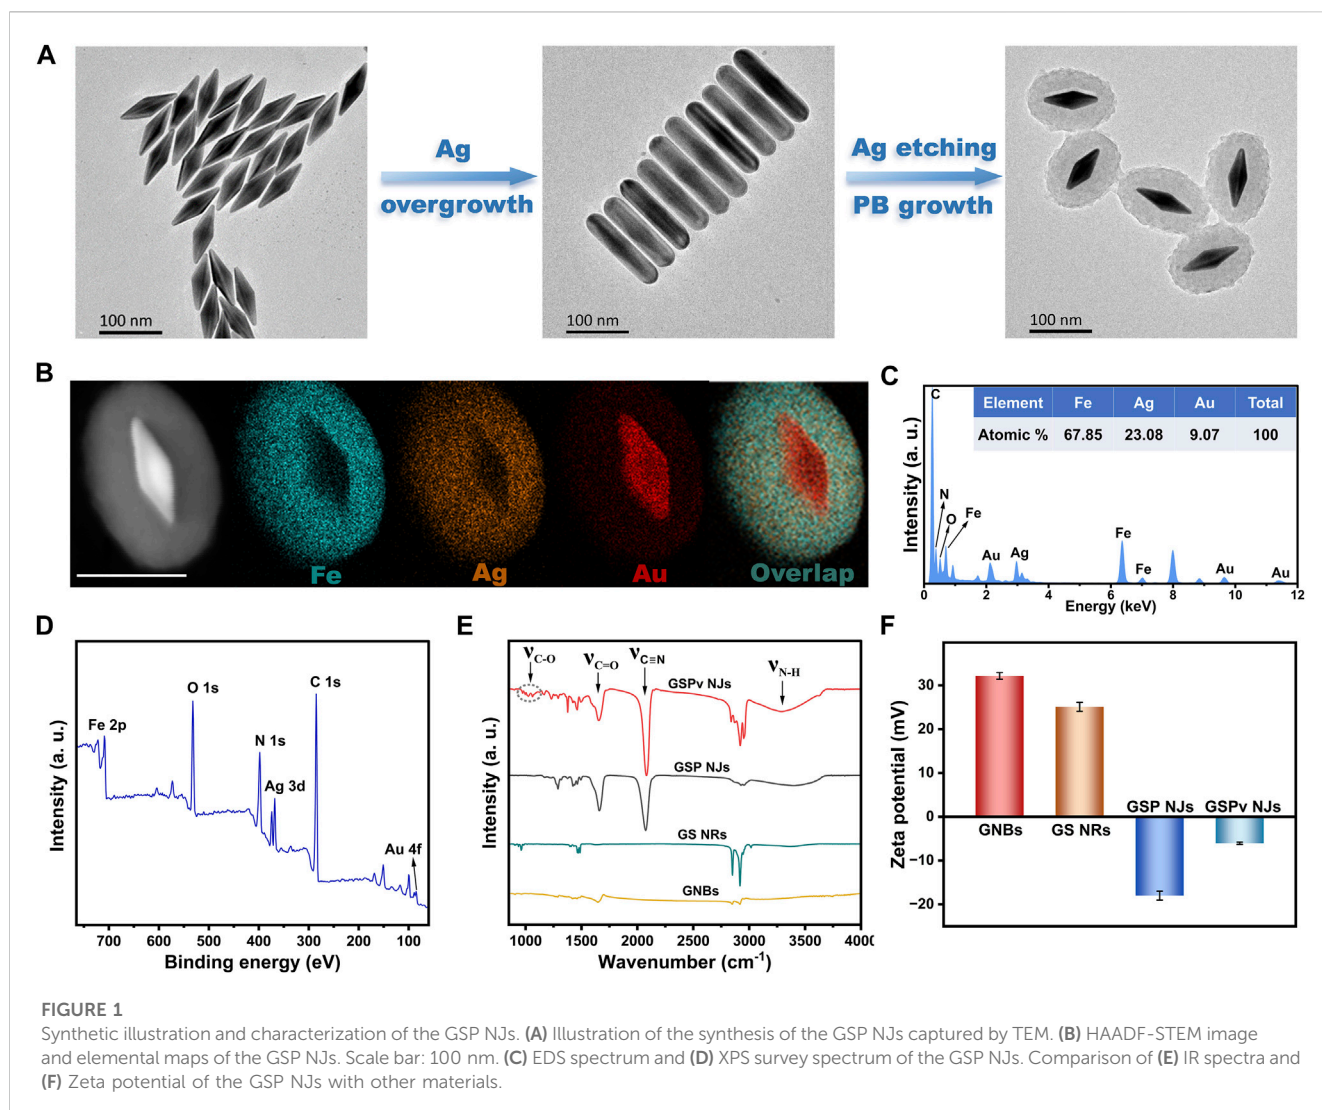 A
Ag
overgrowth
Ag etching
PB growth
100 nm
100 nm
100 nm
B
Fe
Ag
Au
Overlap
C
Element Fe Ag Au Total
Atomic % 67.85 23.08 9.07 100
Intensity (a. u.)
C
N
O
Fe
Au
Ag
Fe
Fe
Au
Au
0 2 4 6 8 10 12
Energy (keV)
D
Intensity (a. u.)
Fe 2p
O 1s
N 1s
Ag 3d
C 1s
Au 4f
700 600 500 400 300 200 100
Binding energy (eV)
E
Intensity (a. u.)
νC-O
νC=O
νC≡N
νN-H
GSPv NJs
GSP NJs
GS NRs
GNBs
1000 1500 2000 2500 3000 3500 4000
Wavenumber (cm⁻¹)
F
Zeta potential (mV)
30
20
10
0
−10
−20
GNBs
GS NRs
GSP NJs
GSPv NJs
FIGURE 1
Synthetic illustration and characterization of the GSP NJs. (A) Illustration of the synthesis of the GSP NJs captured by TEM. (B) HAADF-STEM image
and elemental maps of the GSP NJs. Scale bar: 100 nm. (C) EDS spectrum and (D) XPS survey spectrum of the GSP NJs. Comparison of (E) IR spectra and
(F) Zeta potential of the GSP NJs with other materials.